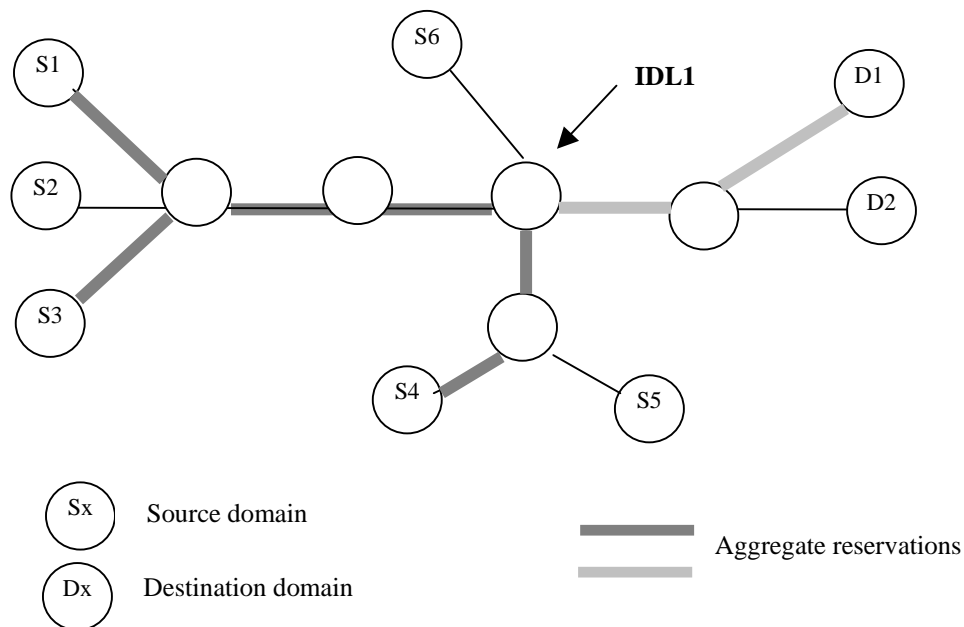 S6
S1
IDL1
D1
S2
D2
S3
S4
S5
Sx
Source domain
Aggregate reservations
Dx
Destination domain